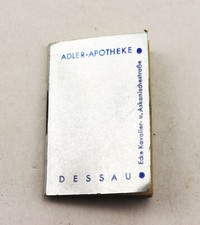 ADLER-APOTHEKE
Ecke Kavalier- u. Askanischestraße
DESSAU